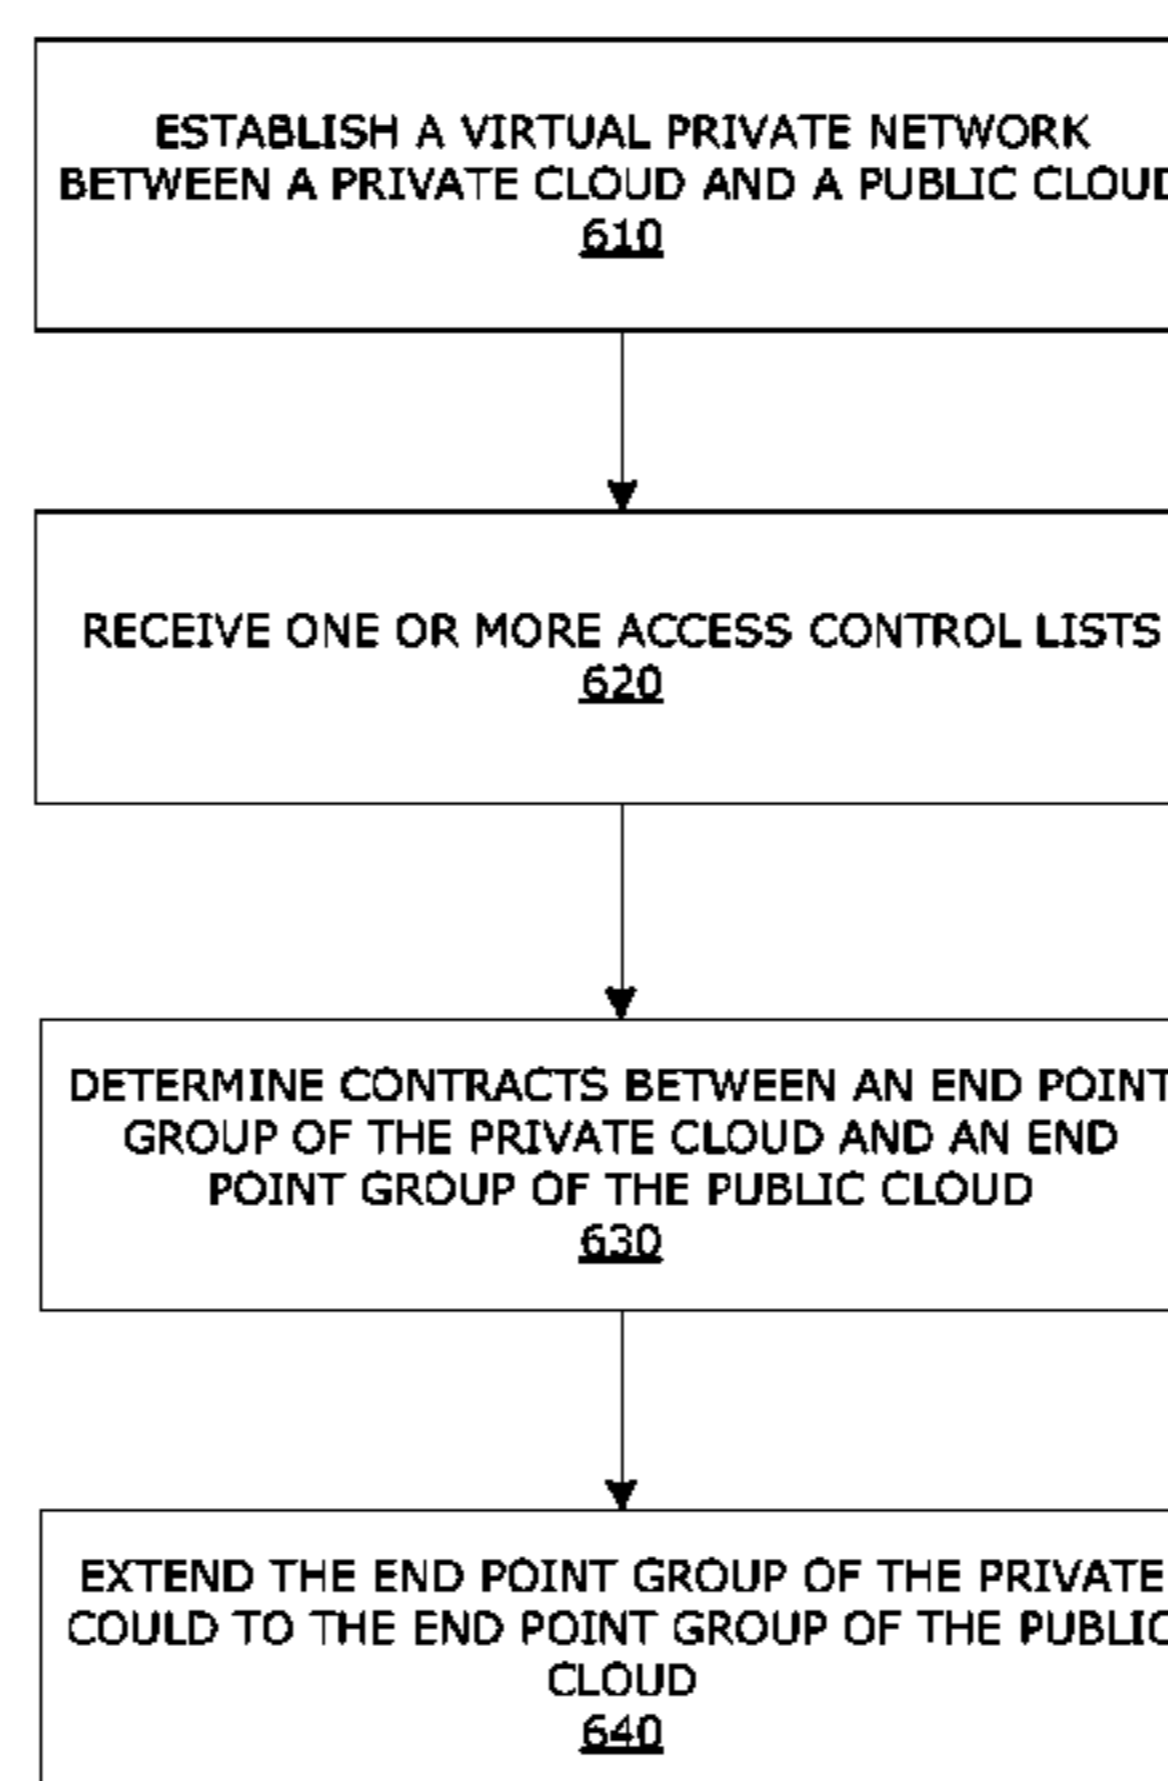 ESTABLISH A VIRTUAL PRIVATE NETWORK
BETWEEN A PRIVATE CLOUD AND A PUBLIC CLOUD
610
RECEIVE ONE OR MORE ACCESS CONTROL LISTS
620
DETERMINE CONTRACTS BETWEEN AN END POINT
GROUP OF THE PRIVATE CLOUD AND AN END
POINT GROUP OF THE PUBLIC CLOUD
630
EXTEND THE END POINT GROUP OF THE PRIVATE
COULD TO THE END POINT GROUP OF THE PUBLIC
CLOUD
640